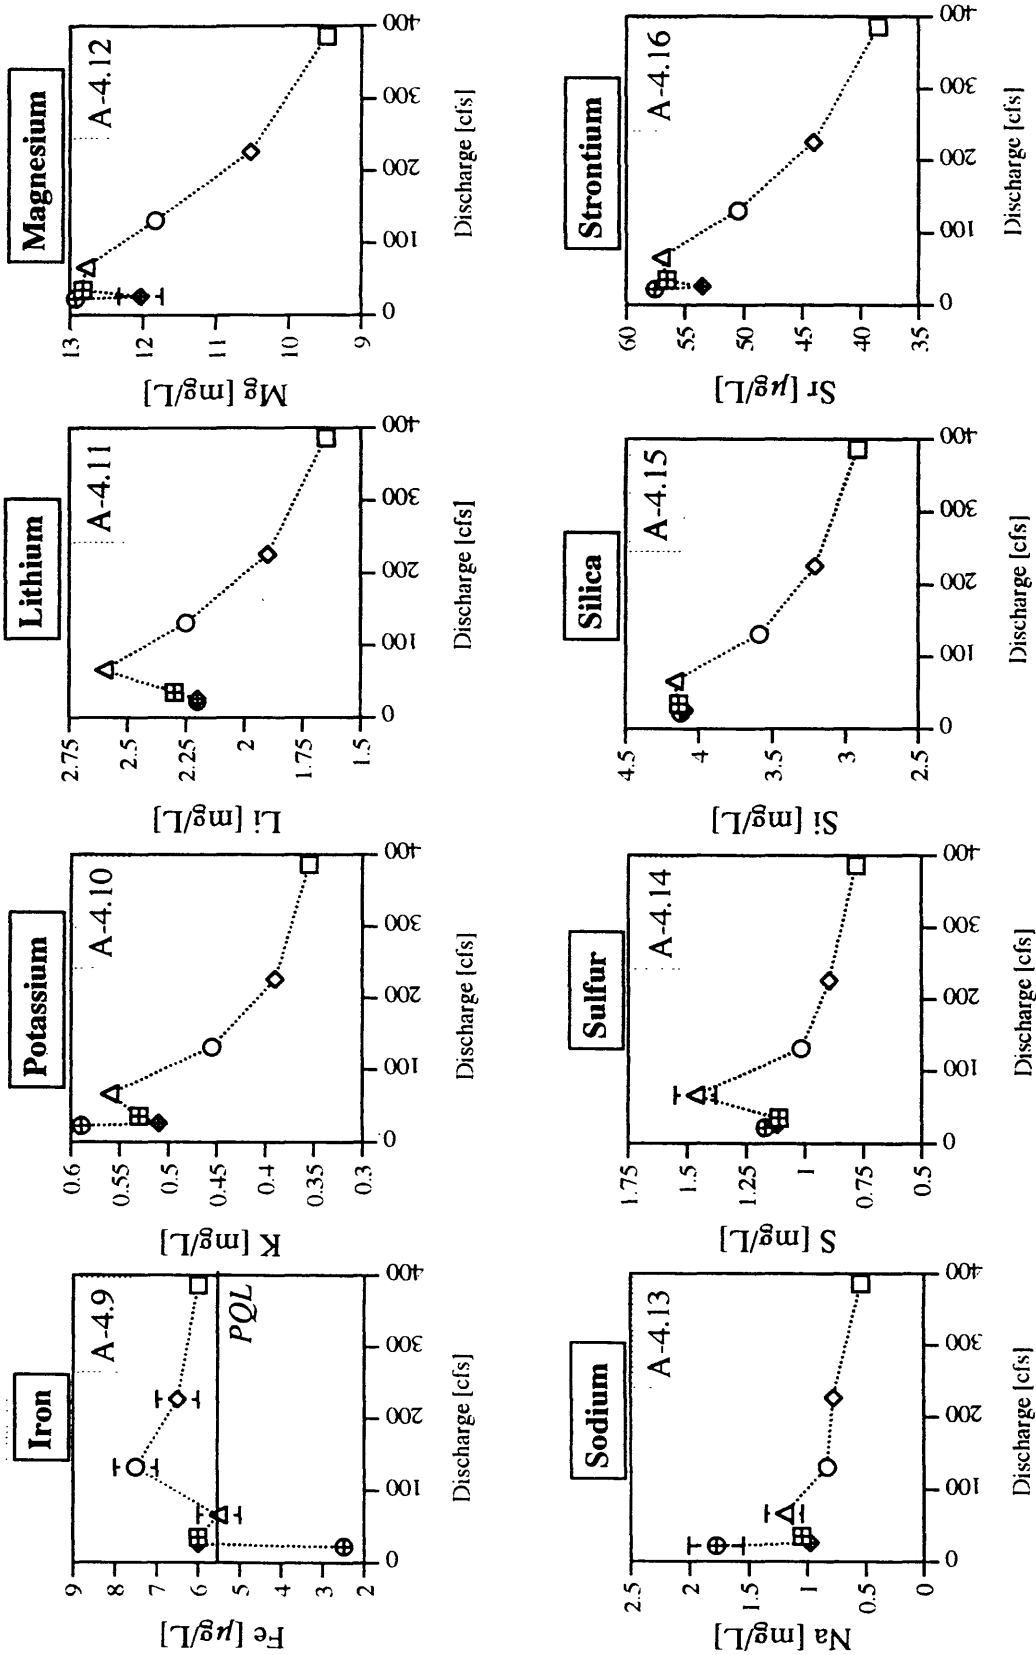 Iron
A-4.9
9
8
7
6
5
4
3
2
Fe [µg/L]
PQL
0
100
200
300
400
Discharge [cfs]
Potassium
A-4.10
0.6
0.55
0.5
0.45
0.4
0.35
0.3
K [mg/L]
0
100
200
300
400
Discharge [cfs]
Lithium
A-4.11
2.75
2.5
2.25
2
1.75
1.5
Li [mg/L]
0
100
200
300
400
Discharge [cfs]
Magnesium
A-4.12
13
12
11
10
9
Mg [mg/L]
0
100
200
300
400
Discharge [cfs]
Sodium
A-4.13
2.5
2
1.5
1
0.5
0
Na [mg/L]
0
100
200
300
400
Discharge [cfs]
Sulfur
A-4.14
1.75
1.5
1.25
1
0.75
0.5
S [mg/L]
0
100
200
300
400
Discharge [cfs]
Silica
A-4.15
4.5
4
3.5
3
2.5
Si [mg/L]
0
100
200
300
400
Discharge [cfs]
Strontium
A-4.16
60
55
50
45
40
35
Sr [µg/L]
0
100
200
300
400
Discharge [cfs]